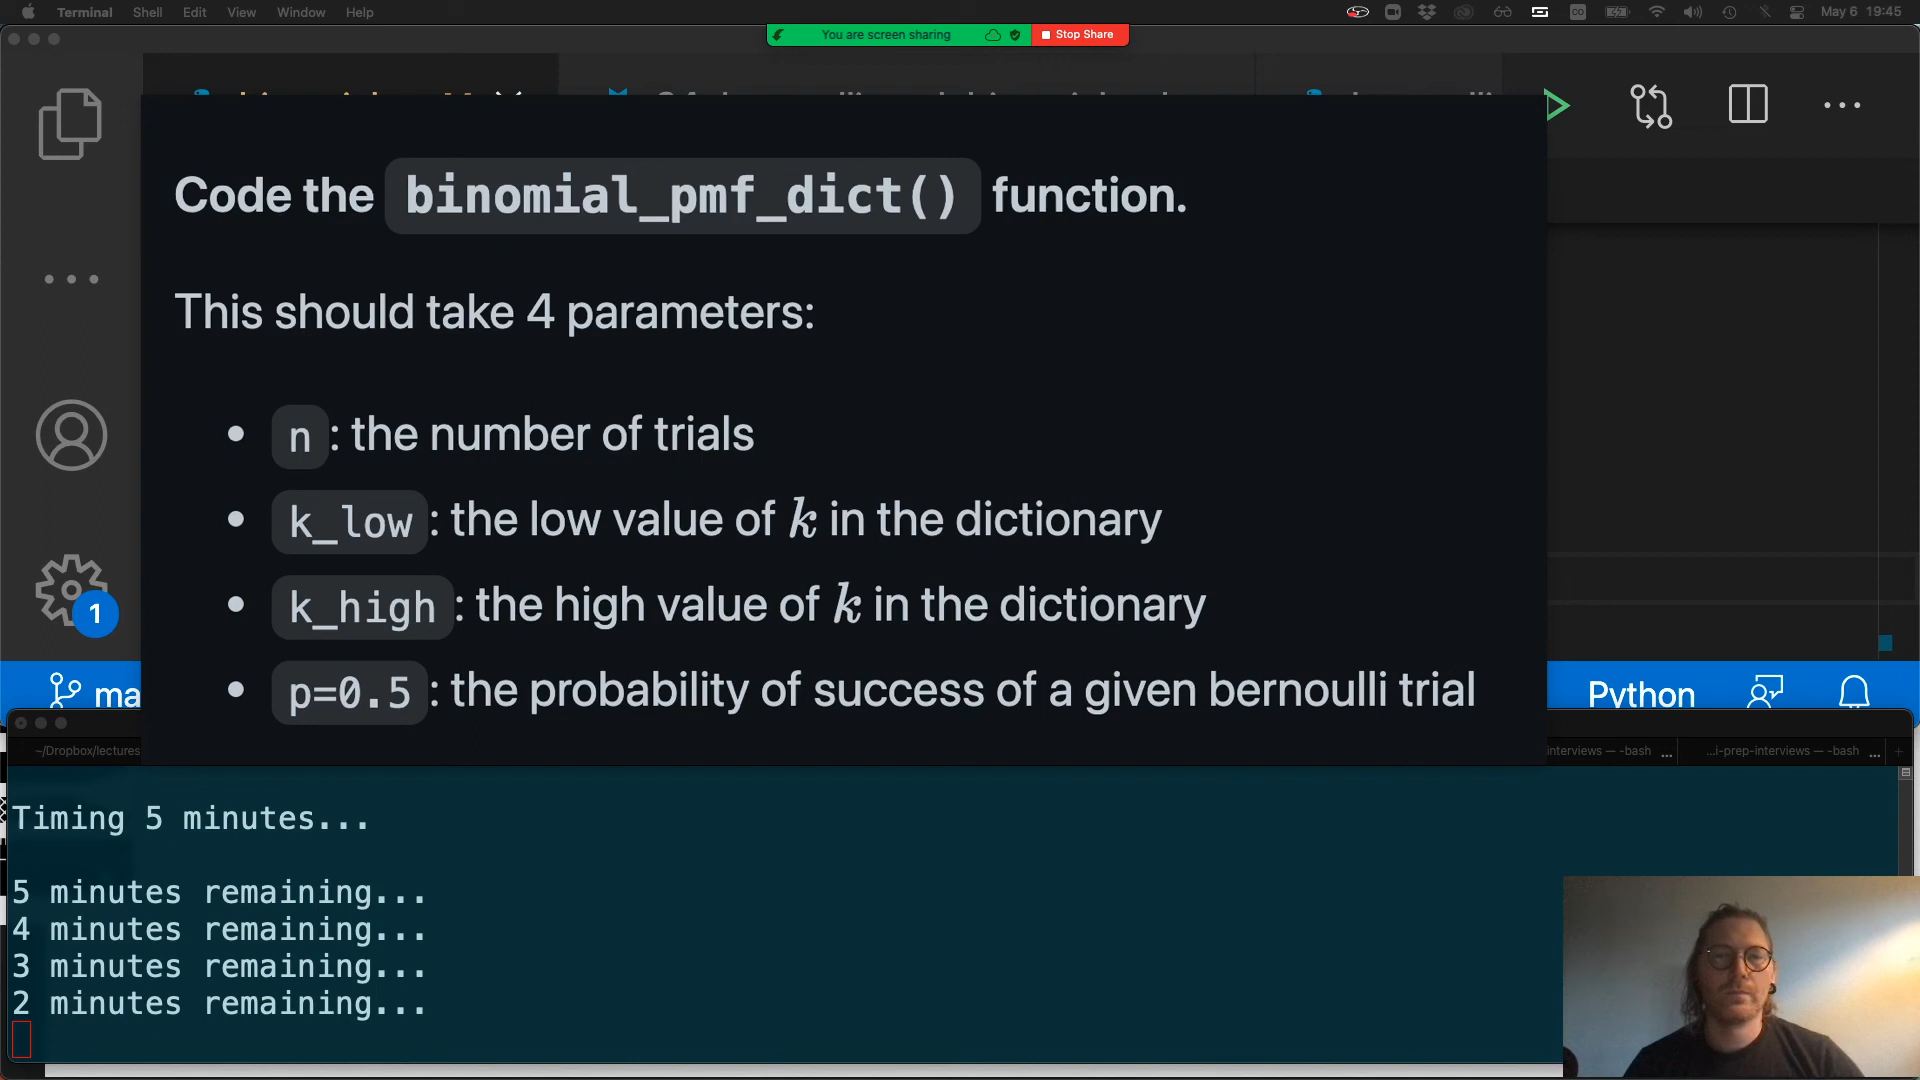 Terminal Shell Edit View Window Help May 6 19:45
You are screen sharing Stop Share
Code the binomial_pmf_dict() function.
This should take 4 parameters:
n : the number of trials
k_low : the low value of k in the dictionary
k_high : the high value of k in the dictionary
p=0.5 : the probability of success of a given bernoulli trial
1
ma Python
~/Dropbox/lectures interviews — -bash ... ...i-prep-interviews — -bash ...
Timing 5 minutes...
5 minutes remaining...
4 minutes remaining...
3 minutes remaining...
2 minutes remaining...